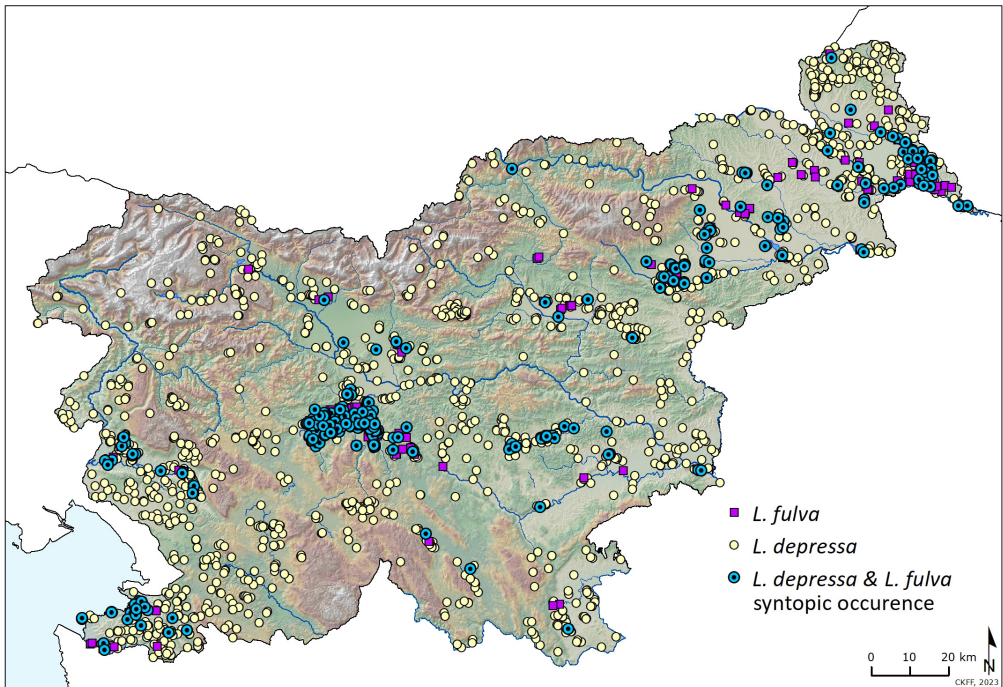 L. fulva
L. depressa
L. depressa & L. fulva
syntopic occurence
0 10 20 km
N
CKFF, 2023